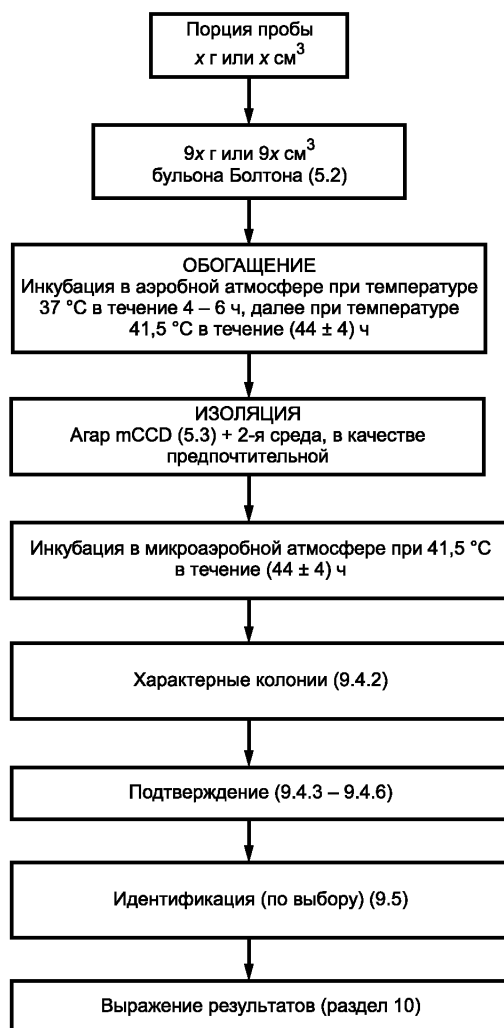 Порция пробы
x г или x см³
9x г или 9x см³
бульона Болтона (5.2)
ОБОГАЩЕНИЕ
Инкубация в аэробной атмосфере при температуре
37 °С в течение 4 – 6 ч, далее при температуре
41,5 °С в течение (44 ± 4) ч
ИЗОЛЯЦИЯ
Агар mCCD (5.3) + 2-я среда, в качестве
предпочтительной
Инкубация в микроаэробной атмосфере при 41,5 °С
в течение (44 ± 4) ч
Характерные колонии (9.4.2)
Подтверждение (9.4.3 – 9.4.6)
Идентификация (по выбору) (9.5)
Выражение результатов (раздел 10)